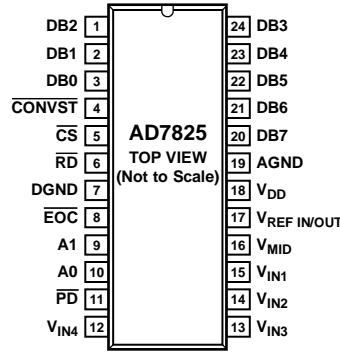 DB2 1
DB1 2
DB0 3
CONVST 4
CS 5
RD 6
DGND 7
EOC 8
A1 9
A0 10
PD 11
VIN4 12
AD7825
TOP VIEW
(Not to Scale)
24 DB3
23 DB4
22 DB5
21 DB6
20 DB7
19 AGND
18 VDD
17 VREF IN/OUT
16 VMID
15 VIN1
14 VIN2
13 VIN3